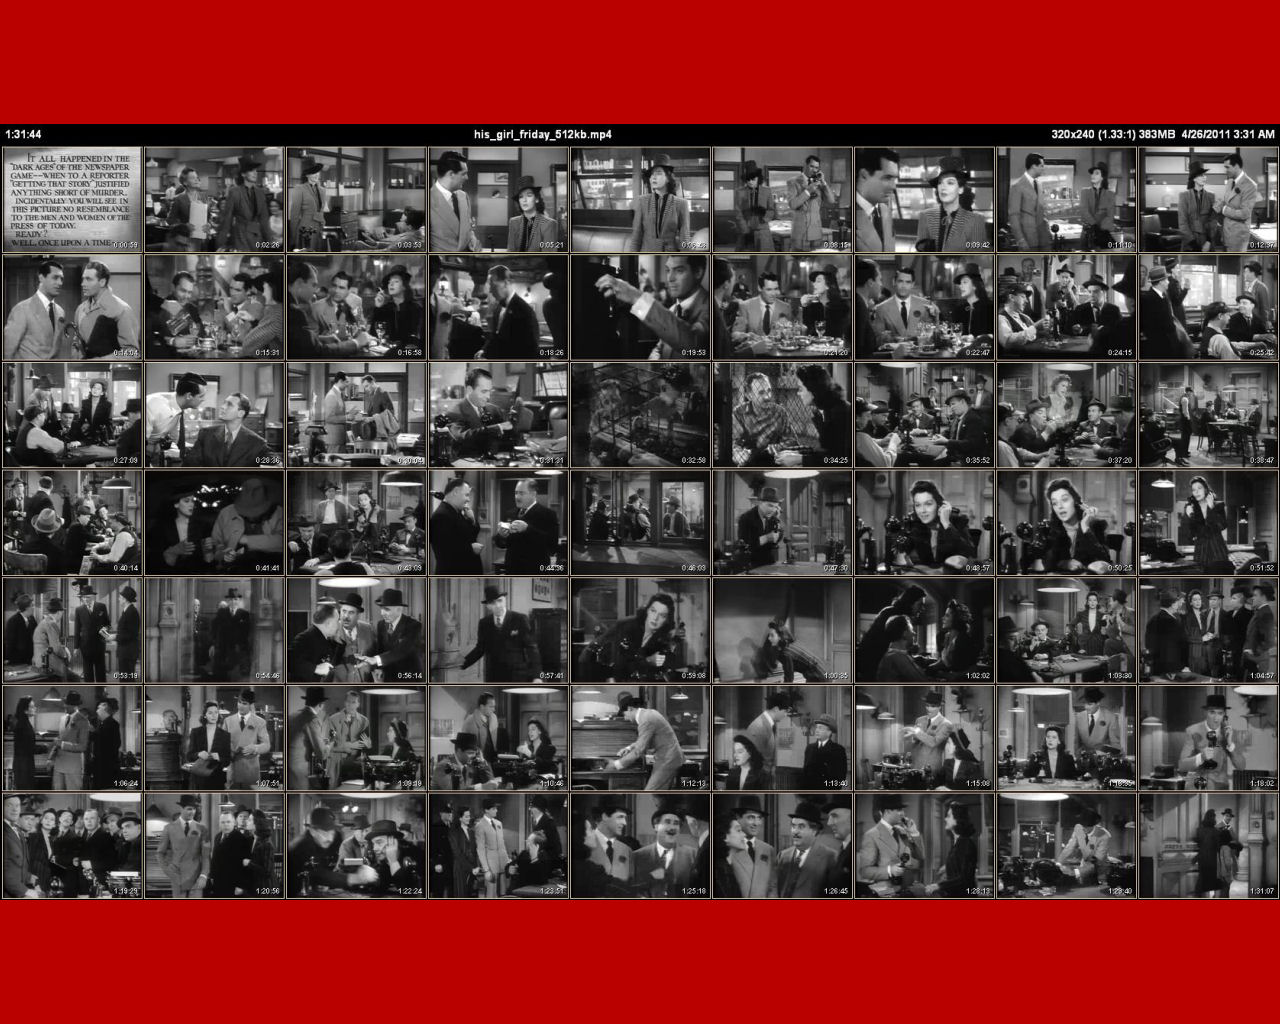 1:31:44 his_girl_friday_512kb.mp4 320x240 (1.33:1) 383MB 4/26/2011 3:31 AM
IT ALL HAPPENED IN THE
"DARK AGES" OF THE NEWSPAPER
GAME--WHEN TO A REPORTER
"GETTING THAT STORY" JUSTIFIED
ANYTHING SHORT OF MURDER.
INCIDENTALLY YOU WILL SEE IN
THIS PICTURE NO RESEMBLANCE
TO THE MEN AND WOMEN OF THE
PRESS OF TODAY.
READY?
WELL, ONCE UPON A TIME
0:00:59 0:02:26 0:03:53 0:05:21 0:08:15 0:09:42 0:11:10 0:12:37
0:14:04 0:15:31 0:16:58 0:18:26 0:19:53 0:21:20 0:22:47 0:24:15 0:25:42
0:27:09 0:28:36 0:31:31 0:32:58 0:34:25 0:35:52 0:37:20 0:38:47
0:40:14 0:41:41 0:43:09 0:44:36 0:46:03 0:47:30 0:48:57 0:50:25 0:51:52
0:53:19 0:54:46 0:56:14 0:57:41 0:59:08 1:00:35 1:02:02 1:03:30 1:04:57
1:06:24 1:07:51 1:09:19 1:10:46 1:12:13 1:13:40 1:15:08 1:16:35 1:18:02
1:19:29 1:20:56 1:22:24 1:23:51 1:25:18 1:26:45 1:28:13 1:29:40 1:31:07